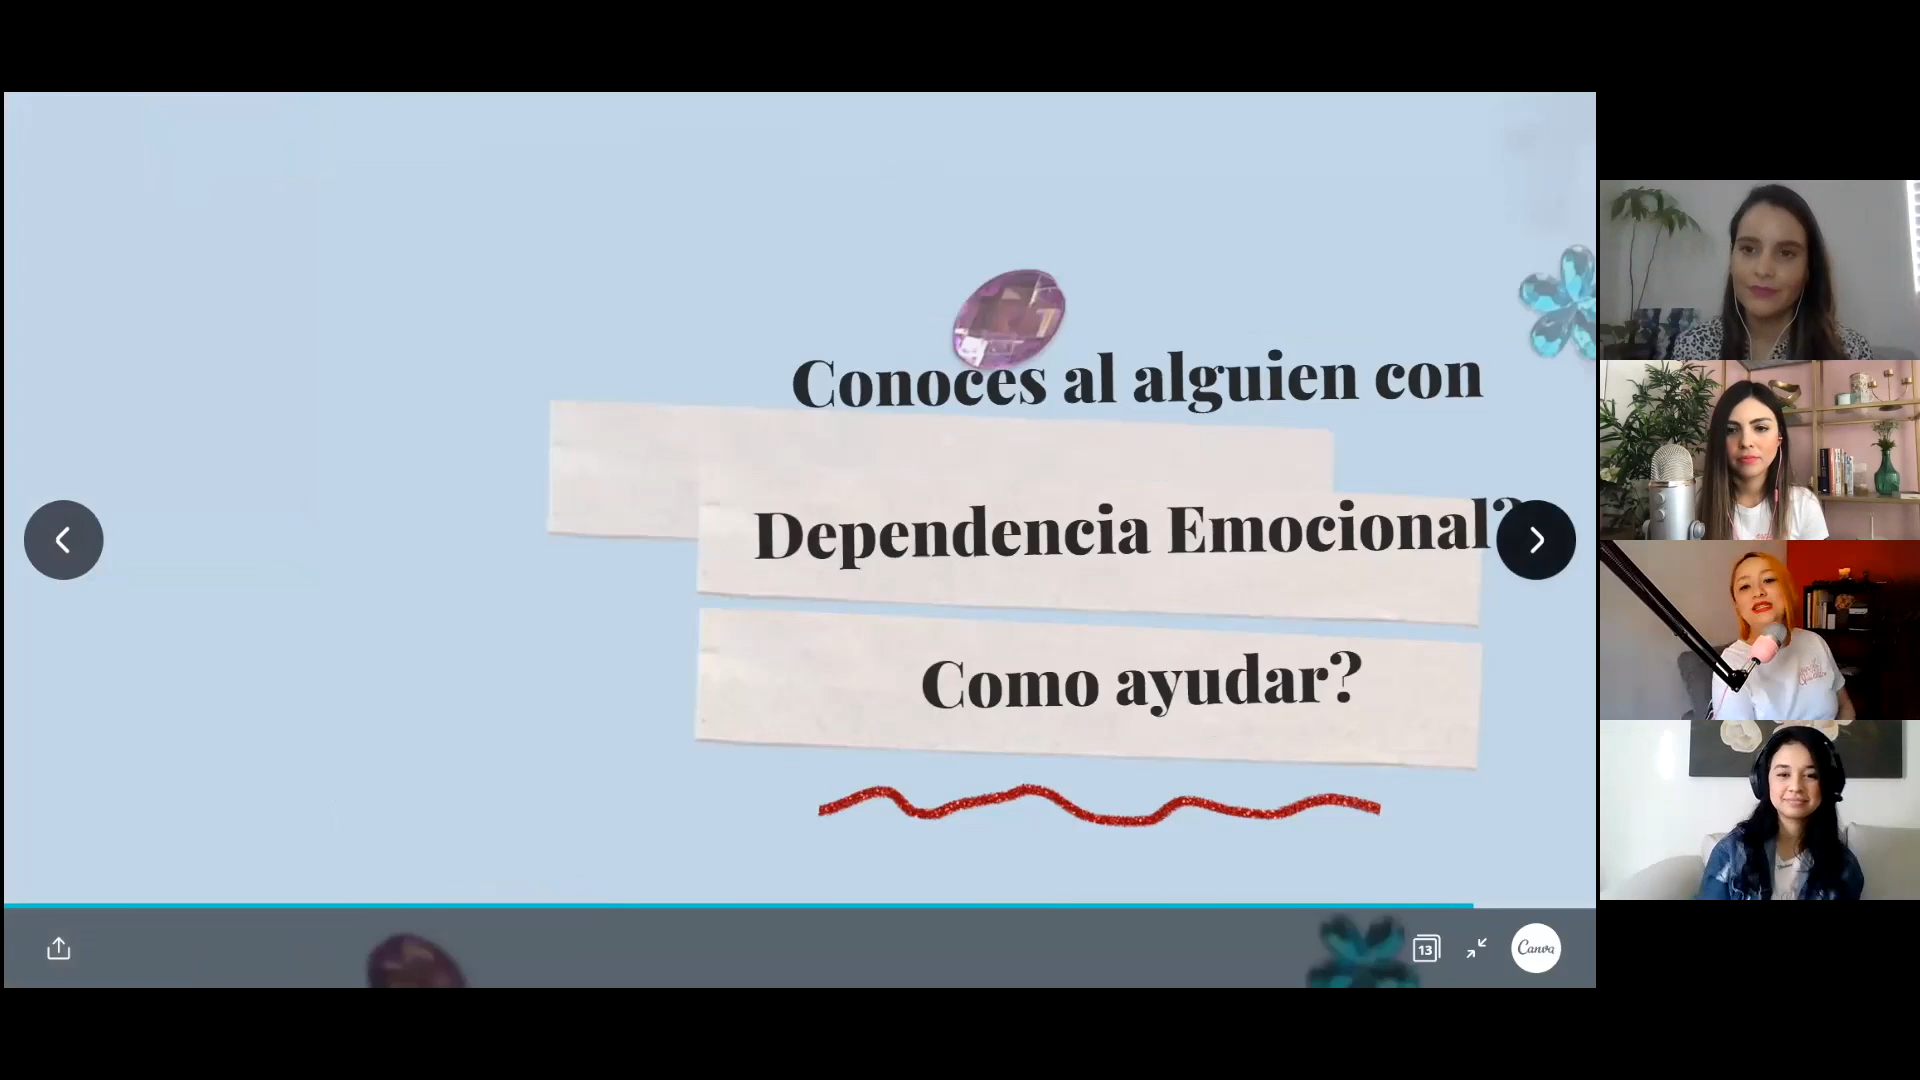 Conoces al alguien con
Dependencia Emocional?
Como ayudar?
13
Canva